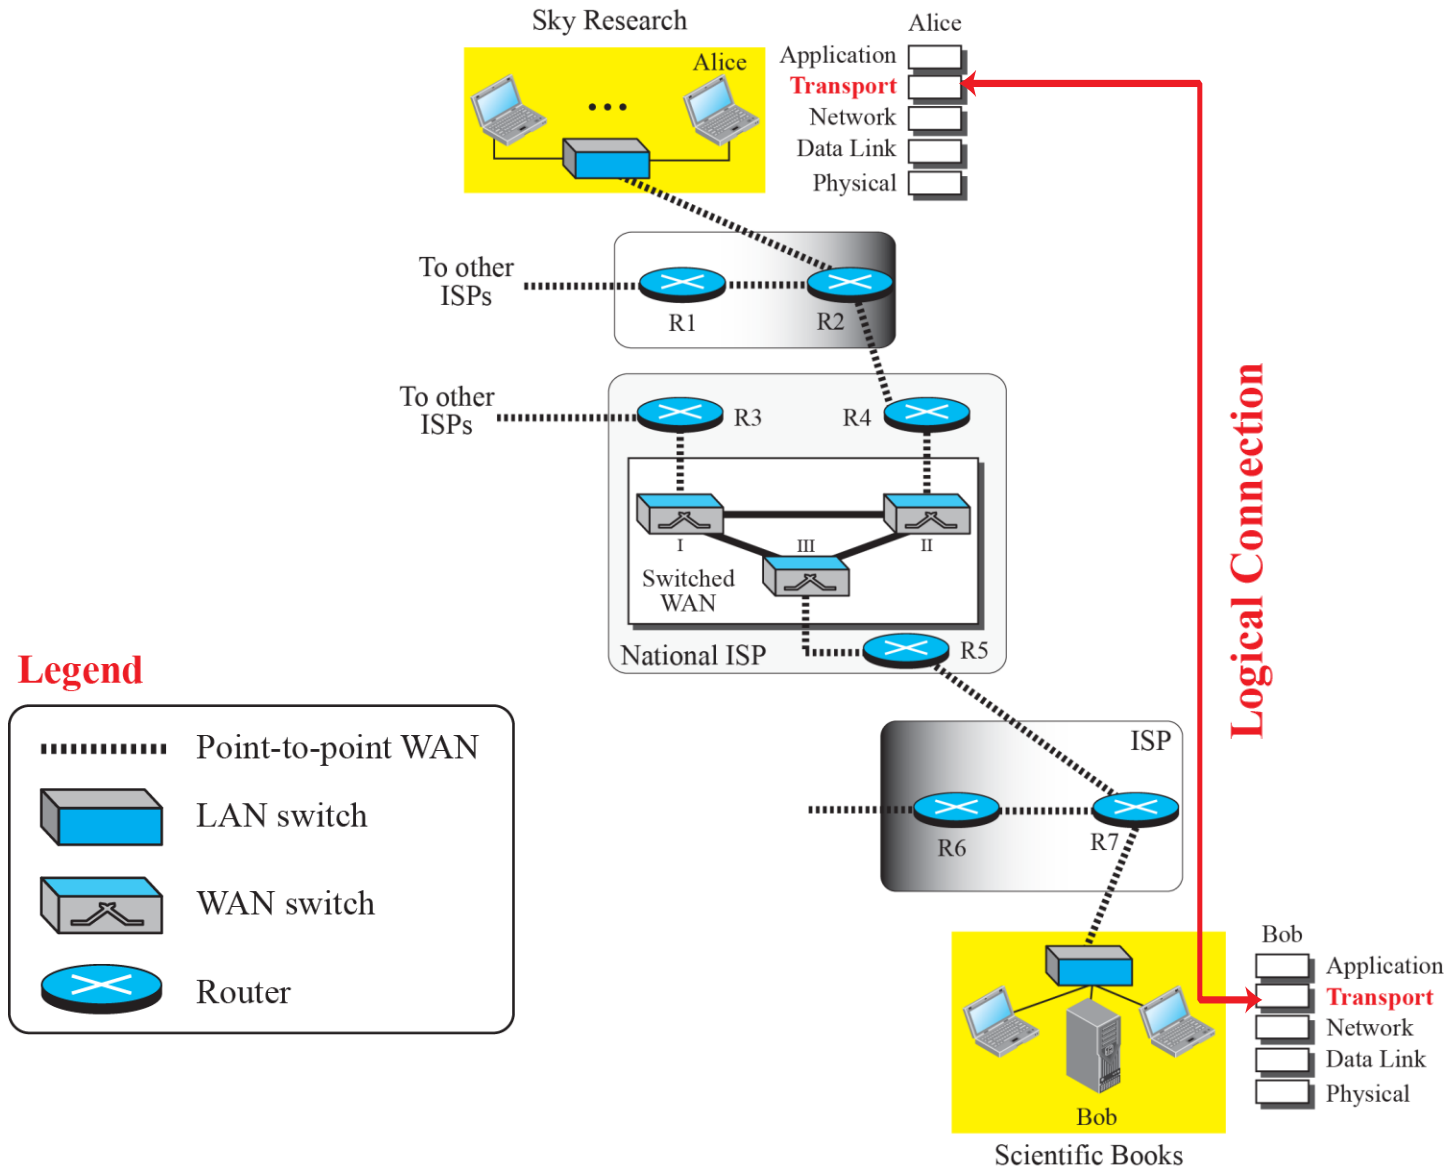 Sky Research
Alice
Alice
Application
Transport
Network
Data Link
Physical
To other
ISPs
R1
R2
To other
ISPs
R3
R4
I
III
II
Switched
WAN
National ISP
R5
Logical Connection
Legend
Point-to-point WAN
LAN switch
WAN switch
Router
ISP
R6
R7
Bob
Application
Transport
Network
Data Link
Physical
Bob
Scientific Books